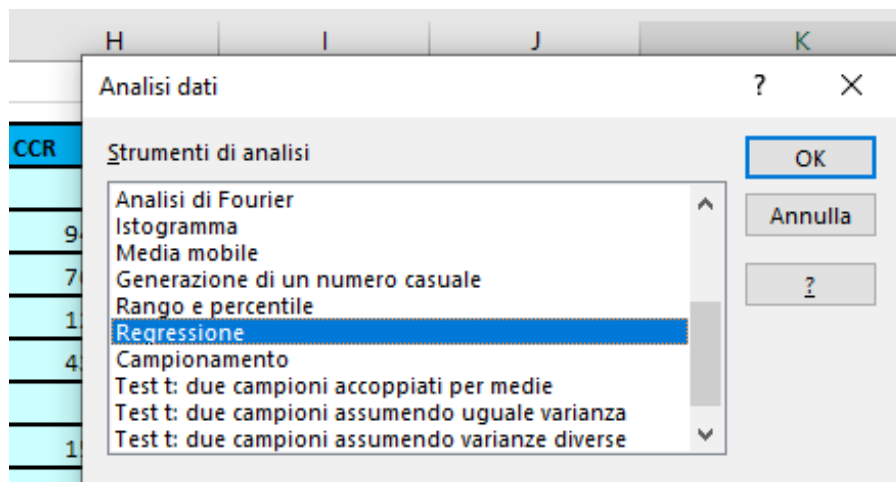 H I J K
Analisi dati ? ×
CCR
Strumenti di analisi
OK
Analisi di Fourier
Istogramma
Annulla
Media mobile
Generazione di un numero casuale
?
Rango e percentile
Regressione
Campionamento
Test t: due campioni accoppiati per medie
Test t: due campioni assumendo uguale varianza
Test t: due campioni assumendo varianze diverse